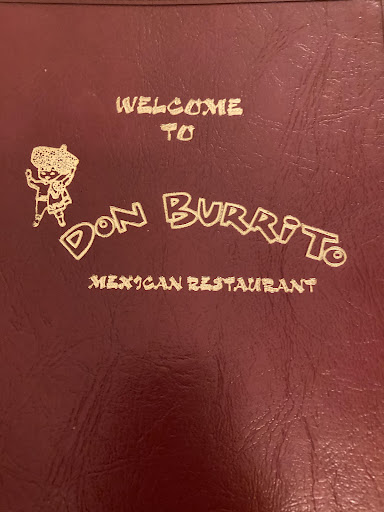 WELCOME
TO
DON BURRiTO
MEXICAN RESTAURANT